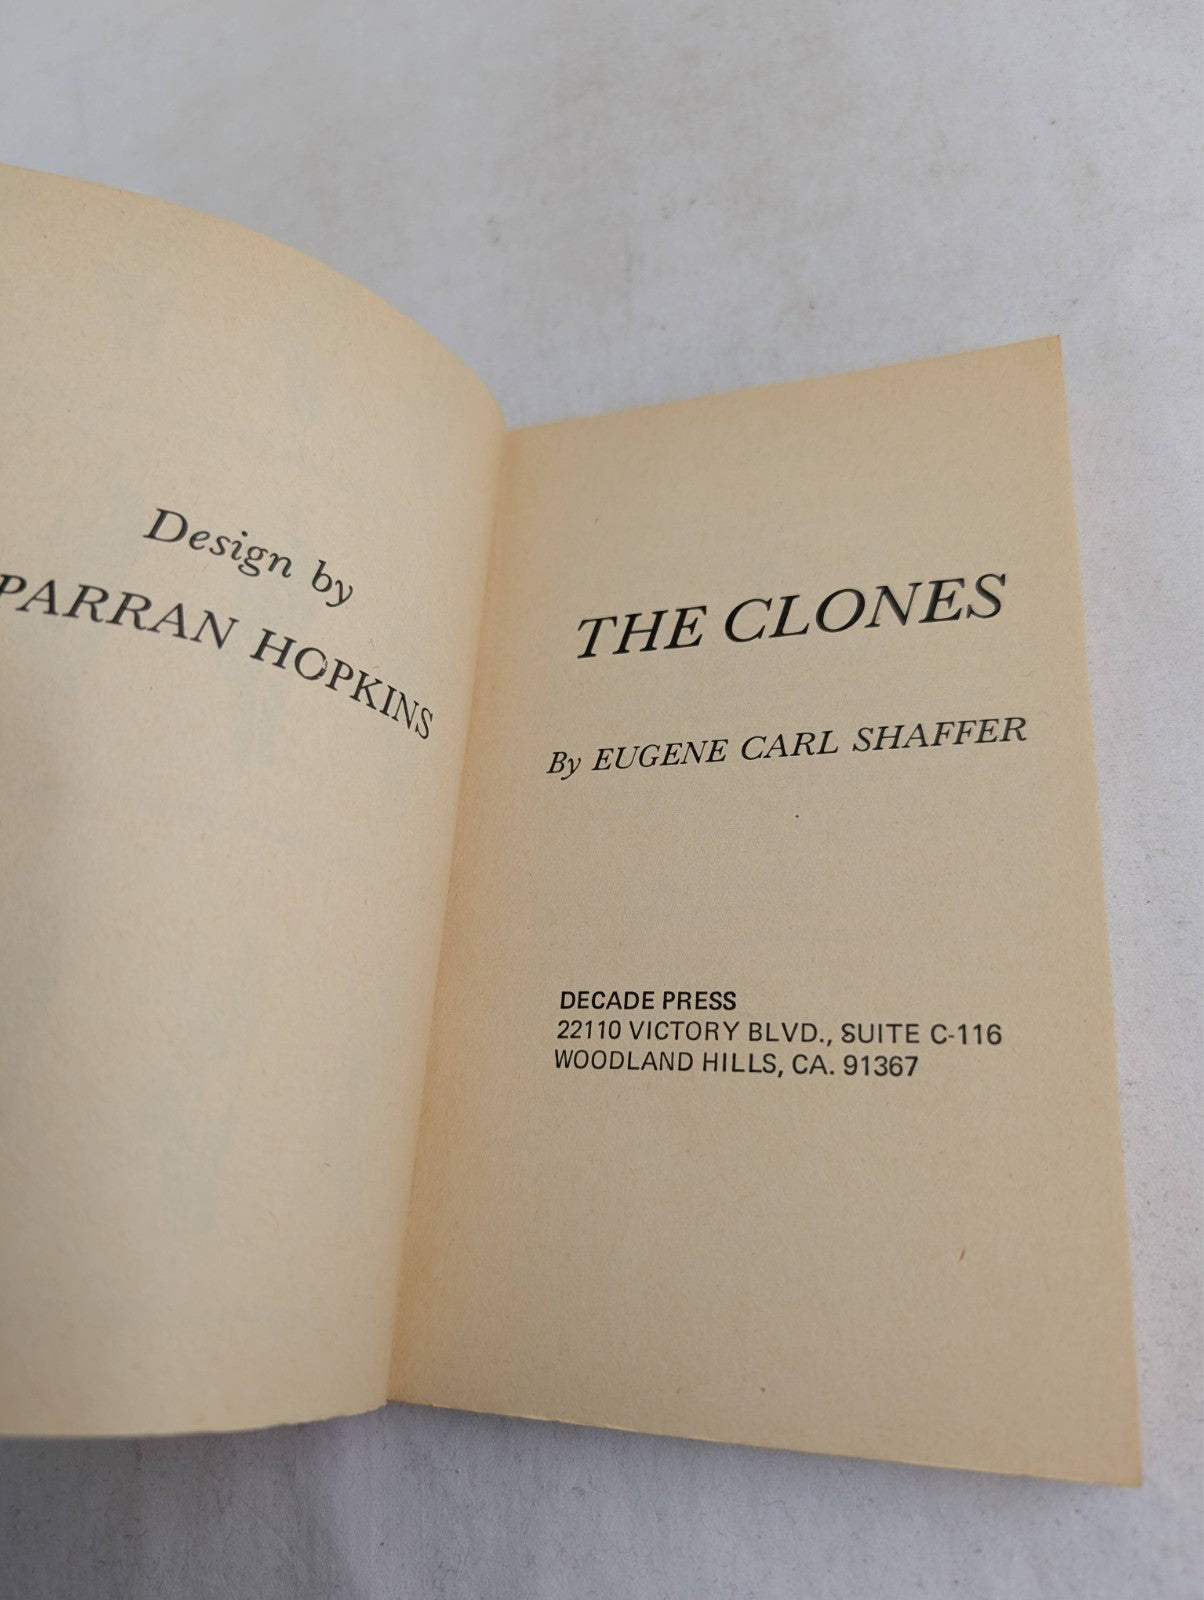 Design by
PARRAN HOPKINS
THE CLONES
By EUGENE CARL SHAFFER
DECADE PRESS
22110 VICTORY BLVD., SUITE C-116
WOODLAND HILLS, CA. 91367